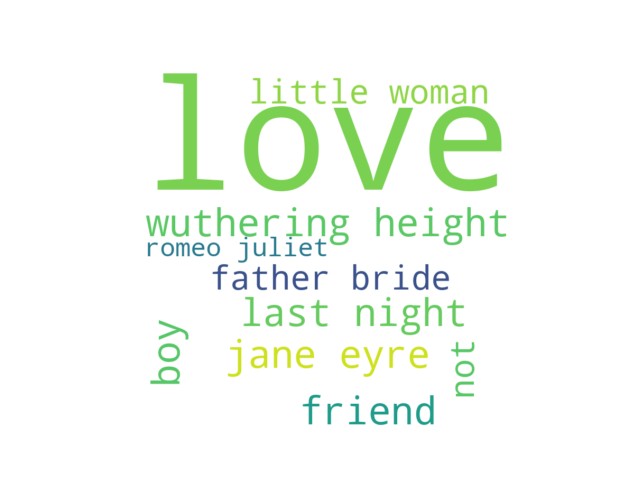 little woman
love
wuthering height
romeo juliet
father bride
last night
boy
jane eyre
not
friend